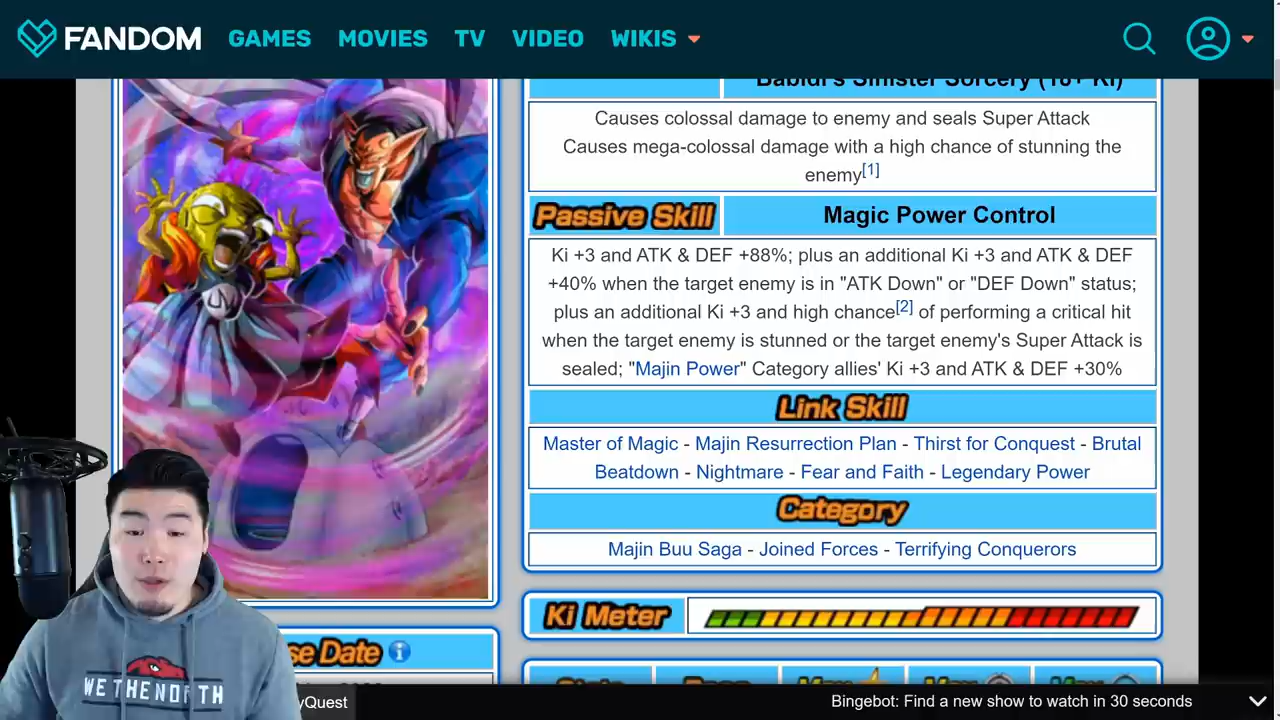 FANDOM GAMES MOVIES TV VIDEO WIKIS
Babidi's Sinister Sorcery (18+ Ki)
Causes colossal damage to enemy and seals Super Attack
Causes mega-colossal damage with a high chance of stunning the
enemy[1]
Passive Skill Magic Power Control
Ki +3 and ATK & DEF +88%; plus an additional Ki +3 and ATK & DEF
+40% when the target enemy is in "ATK Down" or "DEF Down" status;
plus an additional Ki +3 and high chance[2] of performing a critical hit
when the target enemy is stunned or the target enemy's Super Attack is
sealed; "Majin Power" Category allies' Ki +3 and ATK & DEF +30%
Link Skill
Master of Magic - Majin Resurrection Plan - Thirst for Conquest - Brutal
Beatdown - Nightmare - Fear and Faith - Legendary Power
Category
Majin Buu Saga - Joined Forces - Terrifying Conquerors
Ki Meter
se Date
WE THE NORTH
yQuest
Bingebot: Find a new show to watch in 30 seconds